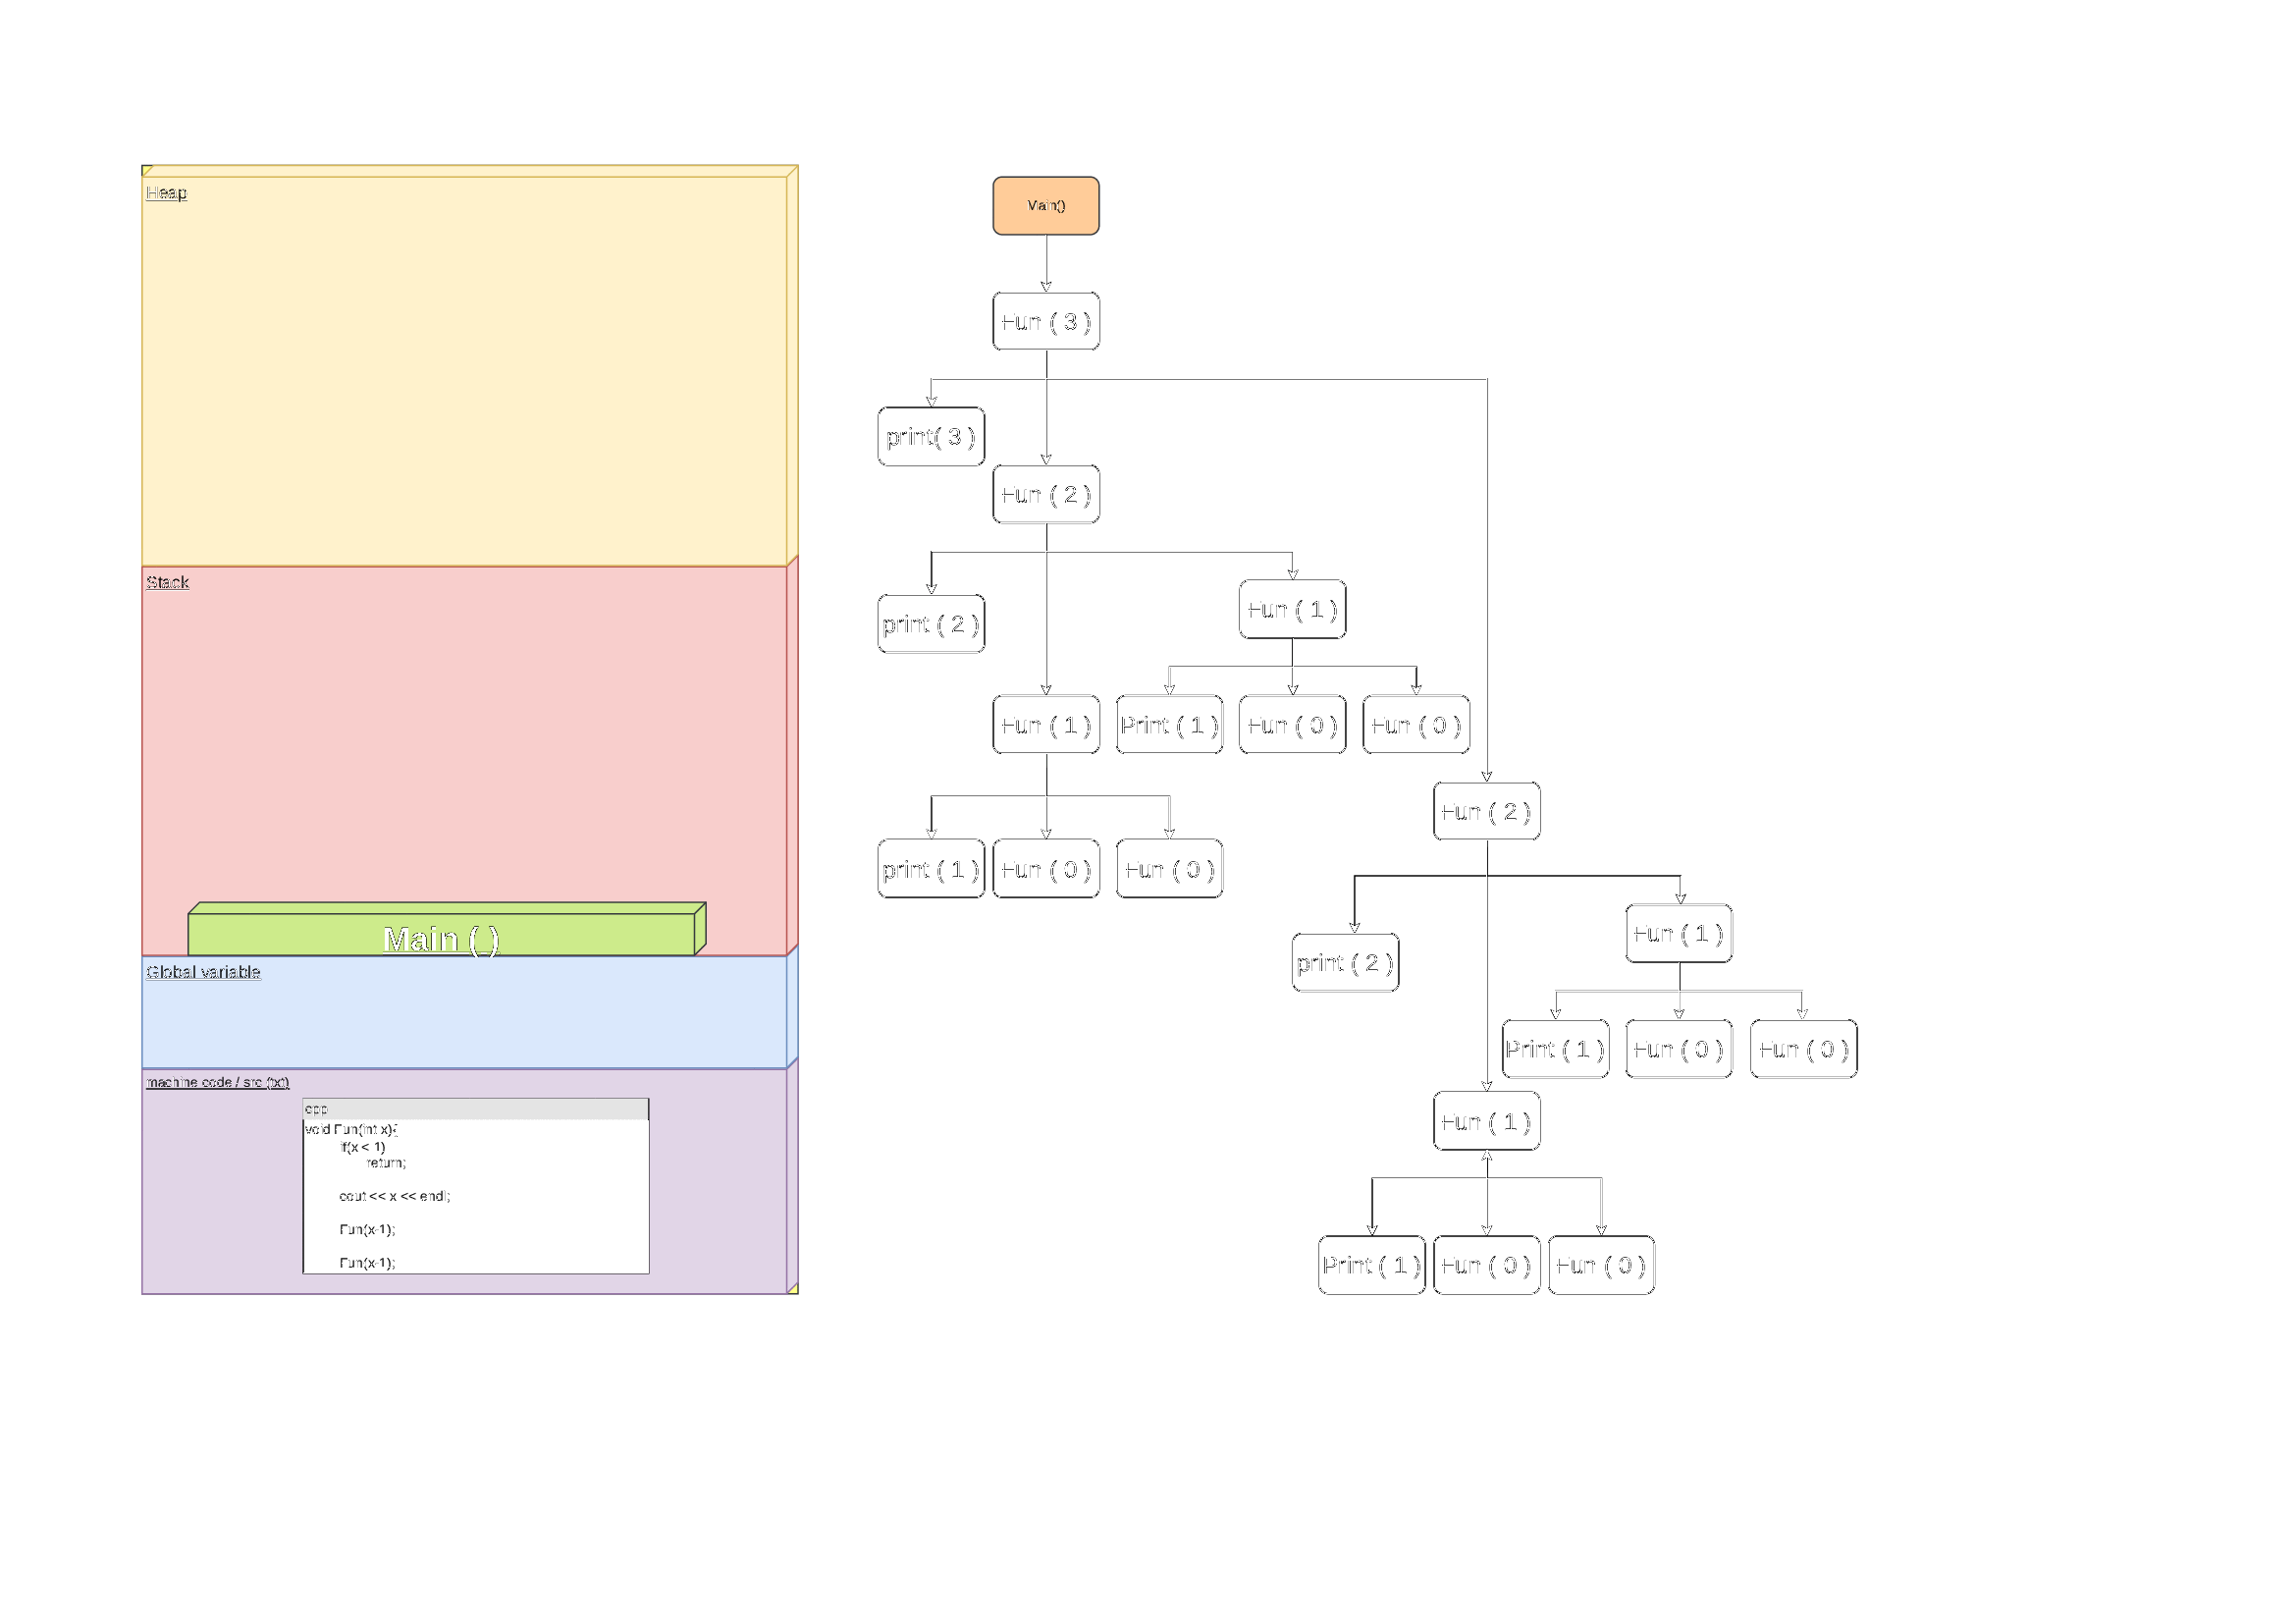 Heap
Stack
Main ( )
Global variable
machine code / src (txt)
cpp
void Fun(int x){
if(x < 1)
return;
cout << x << endl;
Fun(x-1);
Fun(x-1);
Main()
Fun ( 3 )
print( 3 )
Fun ( 2 )
print ( 2 )
Fun ( 1 )
Fun ( 1 )
Print ( 1 )
Fun ( 0 )
Fun ( 0 )
print ( 1 )
Fun ( 0 )
Fun ( 0 )
Fun ( 2 )
print ( 2 )
Fun ( 1 )
Print ( 1 )
Fun ( 0 )
Fun ( 0 )
Fun ( 1 )
Print ( 1 )
Fun ( 0 )
Fun ( 0 )